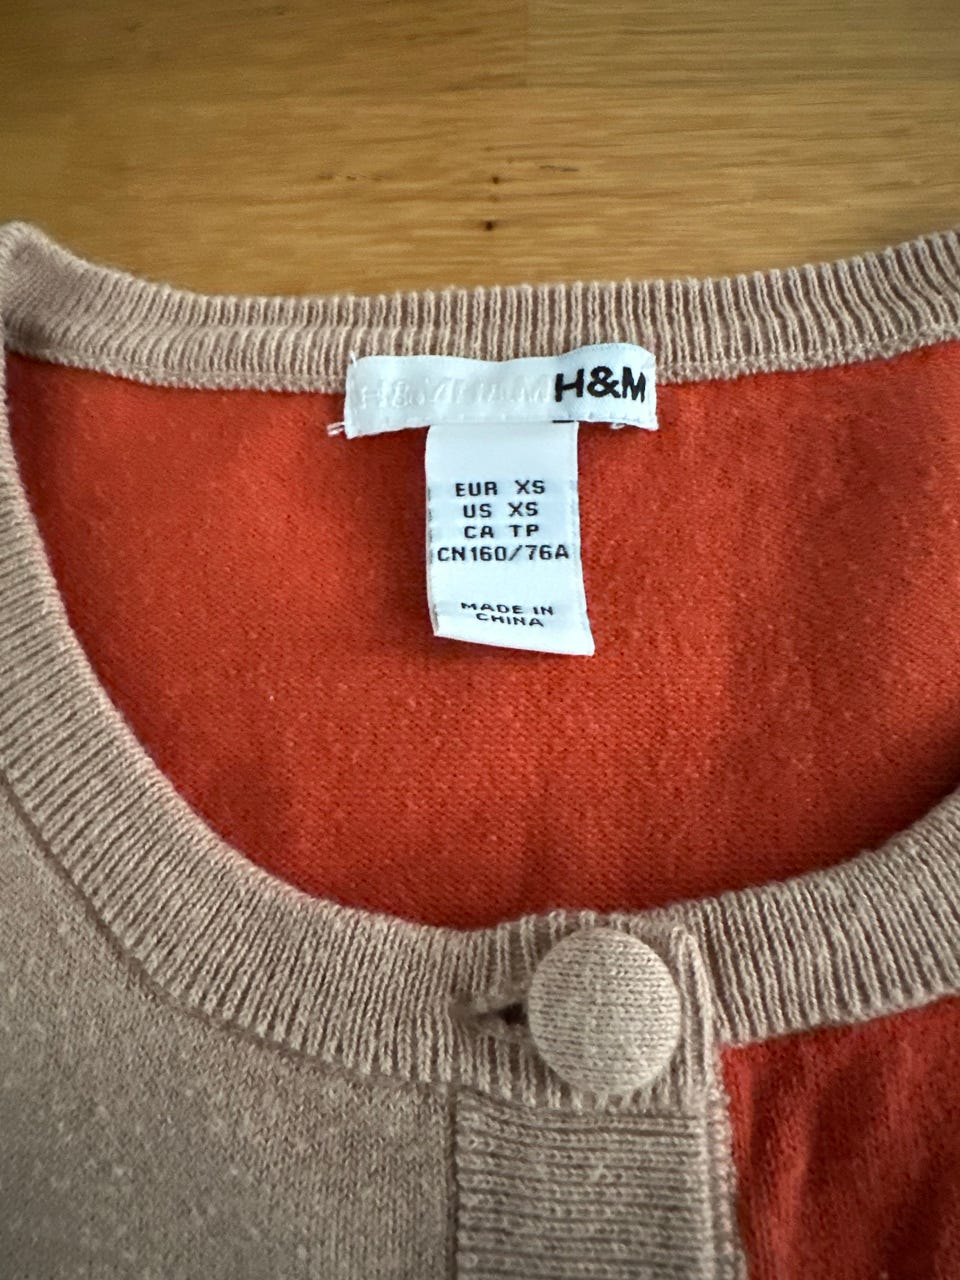 H&M
EUR XS
US XS
CA TP
CN160/76A
MADE IN
CHINA